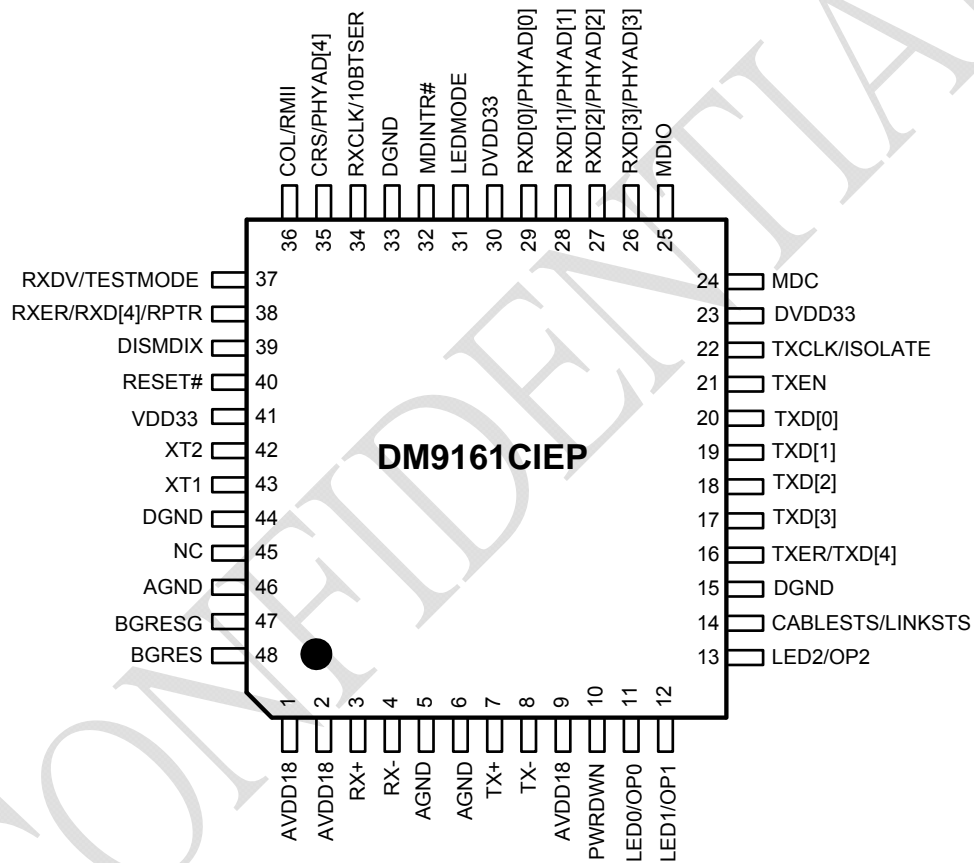 COL/RMII
CRS/PHYAD[4]
RXCLK/10BTSER
DGND
MDINTR#
LEDMODE
DVDD33
RXD[0]/PHYAD[0]
RXD[1]/PHYAD[1]
RXD[2]/PHYAD[2]
RXD[3]/PHYAD[3]
MDIO
36
35
34
33
32
31
30
29
28
27
26
25
RXDV/TESTMODE 37
RXER/RXD[4]/RPTR 38
DISMDIX 39
RESET# 40
VDD33 41
XT2 42
XT1 43
DGND 44
NC 45
AGND 46
BGRESG 47
BGRES 48
DM9161CIEP
24 MDC
23 DVDD33
22 TXCLK/ISOLATE
21 TXEN
20 TXD[0]
19 TXD[1]
18 TXD[2]
17 TXD[3]
16 TXER/TXD[4]
15 DGND
14 CABLESTS/LINKSTS
13 LED2/OP2
1
2
3
4
5
6
7
8
9
10
11
12
AVDD18
AVDD18
RX+
RX-
AGND
AGND
TX+
TX-
AVDD18
PWRDWN
LED0/OP0
LED1/OP1
CONFIDENTIA